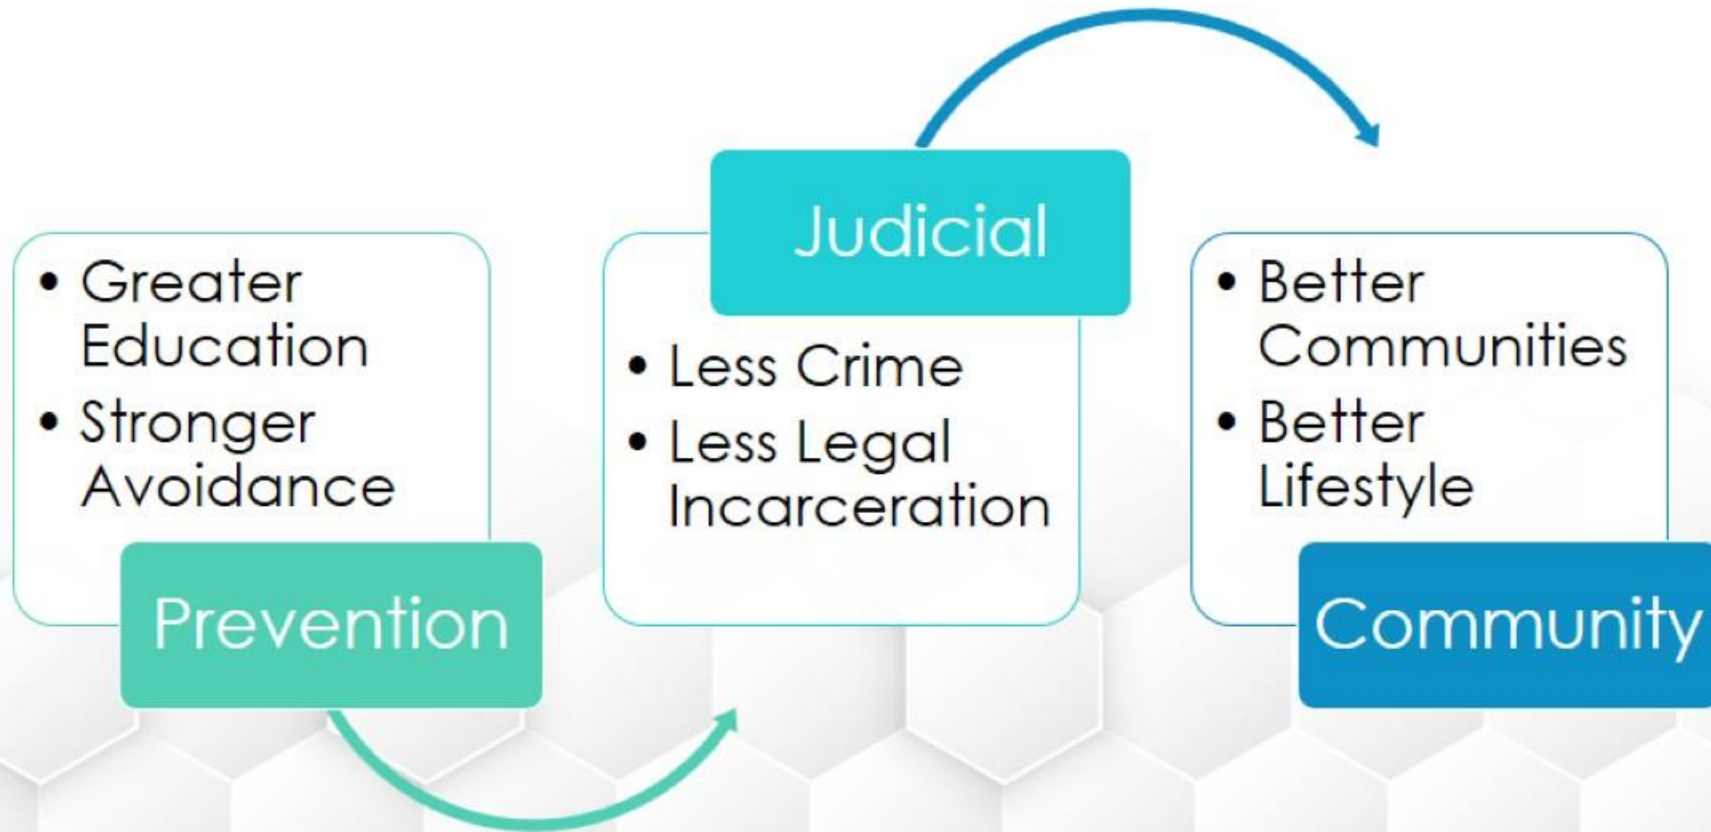 • Greater
Education
• Stronger
Avoidance
Prevention
Judicial
• Less Crime
• Less Legal
Incarceration
• Better
Communities
• Better
Lifestyle
Community